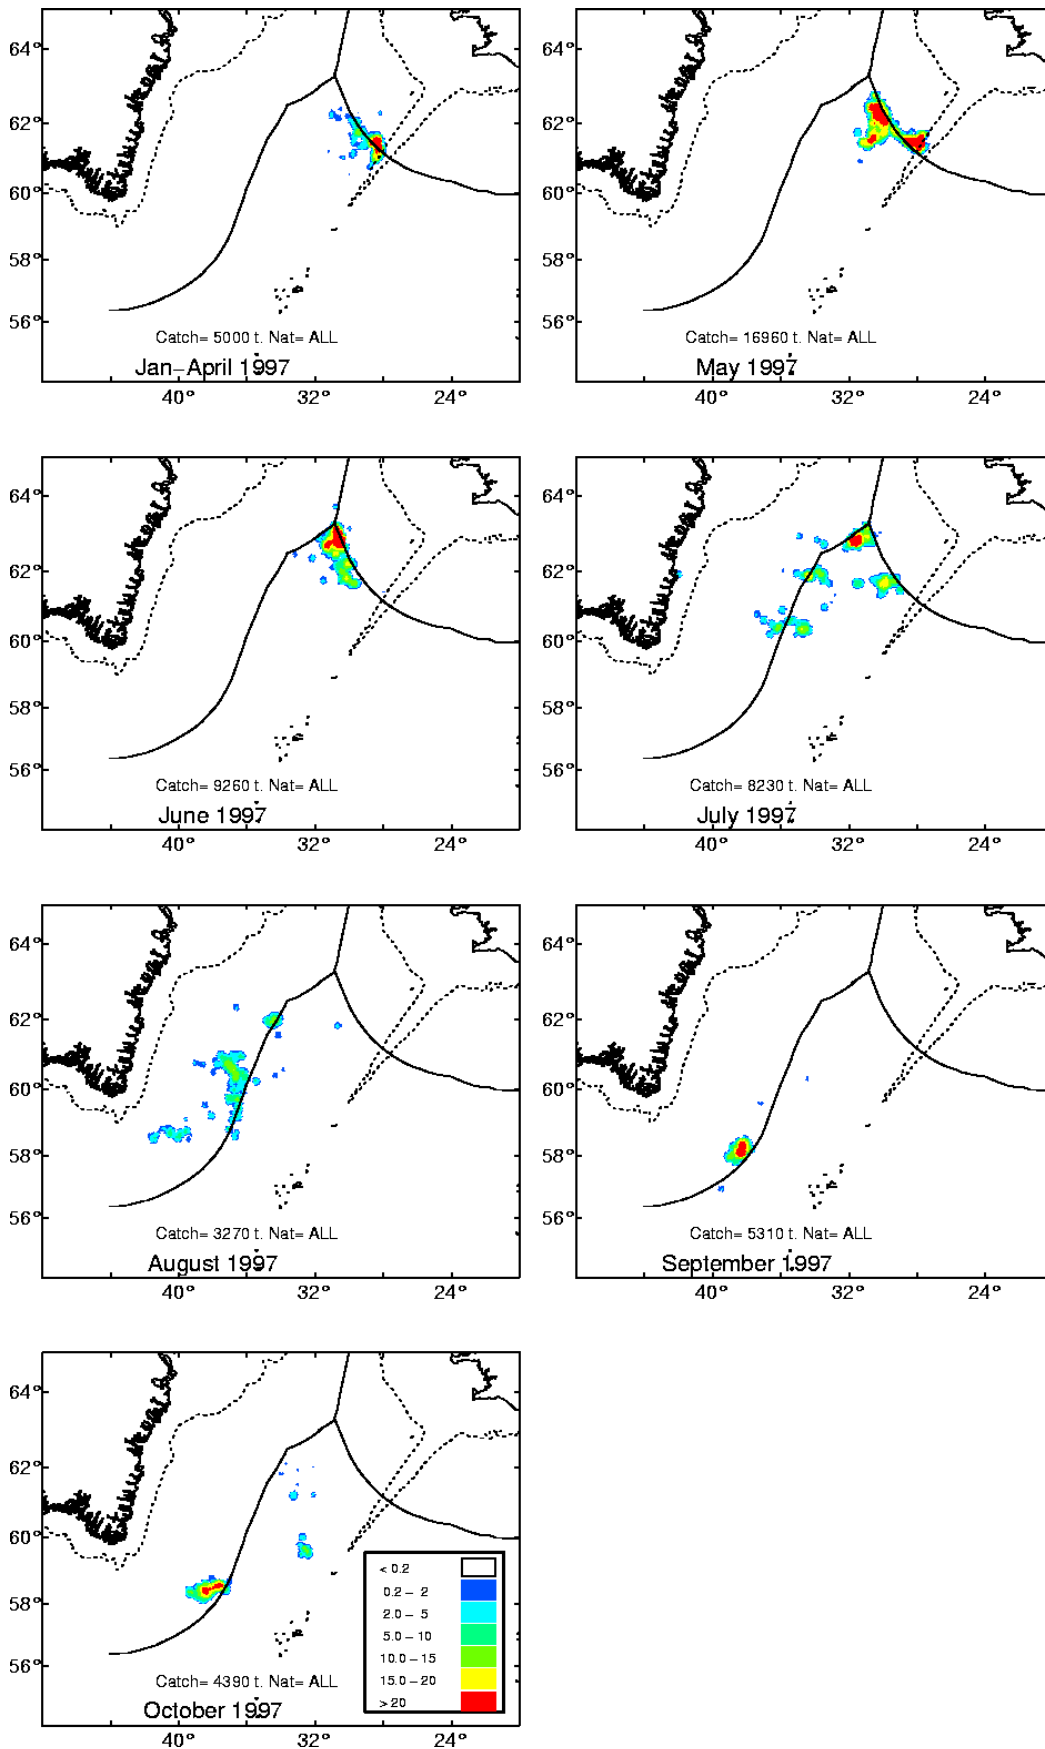 64°
62°
60°
58°
56°
Catch= 5000 t. Nat= ALL
Jan-April 1997
40° 32° 24°
64°
62°
60°
58°
56°
Catch= 16960 t. Nat= ALL
May 1997
40° 32° 24°
64°
62°
60°
58°
56°
Catch= 9260 t. Nat= ALL
June 1997
40° 32° 24°
64°
62°
60°
58°
56°
Catch= 8230 t. Nat= ALL
July 1997
40° 32° 24°
64°
62°
60°
58°
56°
Catch= 3270 t. Nat= ALL
August 1997
40° 32° 24°
64°
62°
60°
58°
56°
Catch= 5310 t. Nat= ALL
September 1997
40° 32° 24°
64°
62°
60°
58°
56°
Catch= 4390 t. Nat= ALL
October 1997
40° 32° 24°
< 0.2
0.2 - 2
2.0 - 5
5.0 - 10
10.0 - 15
15.0 - 20
> 20